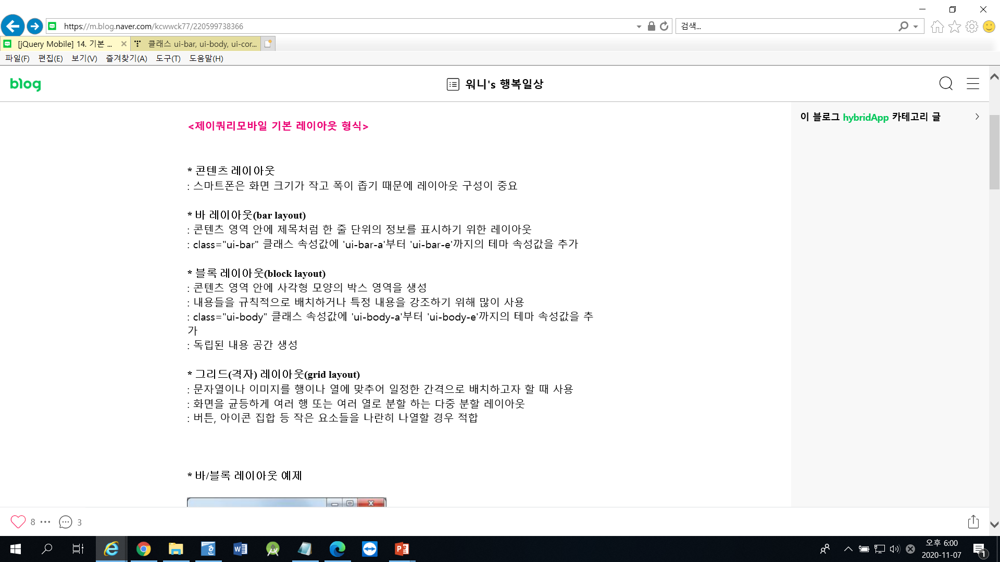 https://m.blog.naver.com/kcwwck77/220599738366
검색...
[jQuery Mobile] 14. 기본 ...
클래스 ui-bar, ui-body, ui-cor...
파일(F) 편집(E) 보기(V) 즐겨찾기(A) 도구(T) 도움말(H)
blog
워니's 행복일상
이 블로그 hybridApp 카테고리 글
<제이쿼리모바일 기본 레이아웃 형식>
* 콘텐츠 레이아웃
: 스마트폰은 화면 크기가 작고 폭이 좁기 때문에 레이아웃 구성이 중요
* 바 레이아웃(bar layout)
: 콘텐츠 영역 안에 제목처럼 한 줄 단위의 정보를 표시하기 위한 레이아웃
: class="ui-bar" 클래스 속성값에 'ui-bar-a'부터 'ui-bar-e'까지의 테마 속성값을 추가
* 블록 레이아웃(block layout)
: 콘텐츠 영역 안에 사각형 모양의 박스 영역을 생성
: 내용들을 규칙적으로 배치하거나 특정 내용을 강조하기 위해 많이 사용
: class="ui-body" 클래스 속성값에 'ui-body-a'부터 'ui-body-e'까지의 테마 속성값을 추
가
: 독립된 내용 공간 생성
* 그리드(격자) 레이아웃(grid layout)
: 문자열이나 이미지를 행이나 열에 맞추어 일정한 간격으로 배치하고자 할 때 사용
: 화면을 균등하게 여러 행 또는 여러 열로 분할 하는 다중 분할 레이아웃
: 버튼, 아이콘 집합 등 작은 요소들을 나란히 나열할 경우 적합
* 바/블록 레이아웃 예제
8 ··· 3
오후 6:00
2020-11-07
1